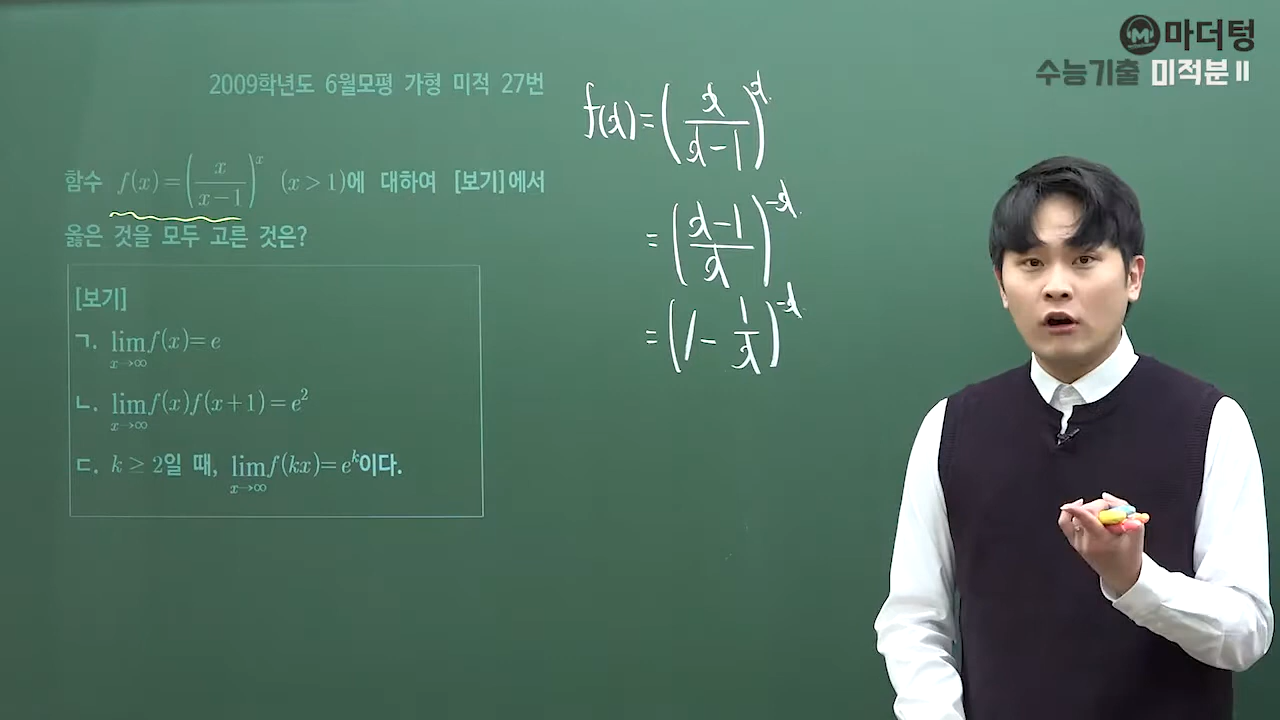 마더텅
수능기출 미적분 II
2009학년도 6월모평 가형 미적 27번
함수 f(x)=(x/(x-1))^x (x>1)에 대하여 [보기]에서
옳은 것을 모두 고른 것은?
[보기]
ㄱ. lim_{x→∞} f(x)=e
ㄴ. lim_{x→∞} f(x)f(x+1)=e^2
ㄷ. k≥2일 때, lim_{x→∞} f(kx)=e^k이다.
f(x)=(x/(x-1))^x
=((x-1)/x)^{-x}
=(1-1/x)^{-x}